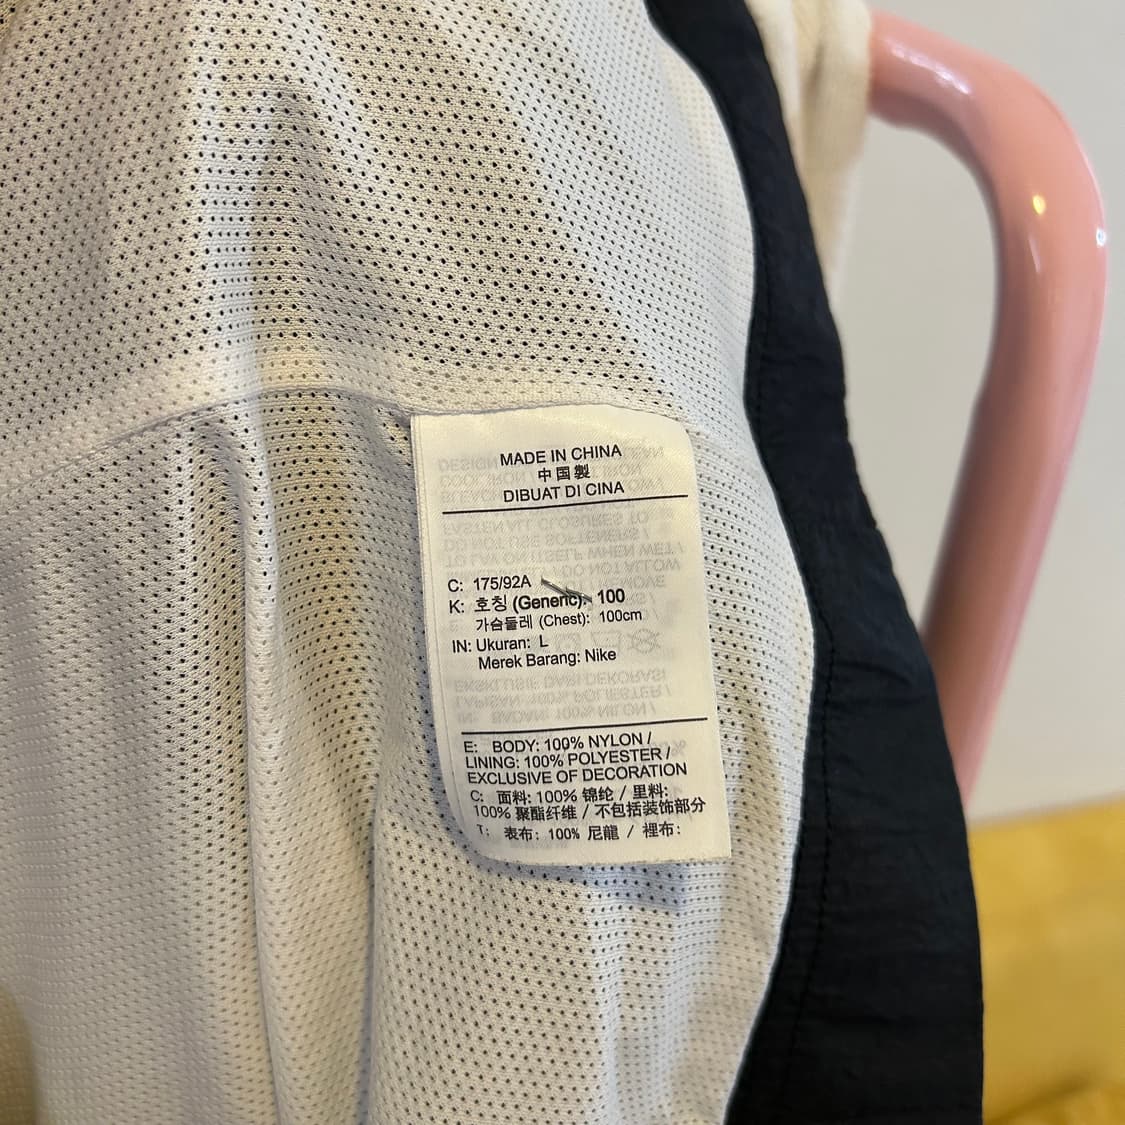 MADE IN CHINA
中国製
DIBUAT DI CINA
C: 175/92A
K: 호칭 (Generic): 100
가슴둘레 (Chest): 100cm
IN: Ukuran: L
Merek Barang: Nike
E: BODY: 100% NYLON /
LINING: 100% POLYESTER /
EXCLUSIVE OF DECORATION
C: 面料: 100% 锦纶 / 里料:
100% 聚酯纤维 / 不包括装饰部分
T: 表布: 100% 尼龍 / 裡布: